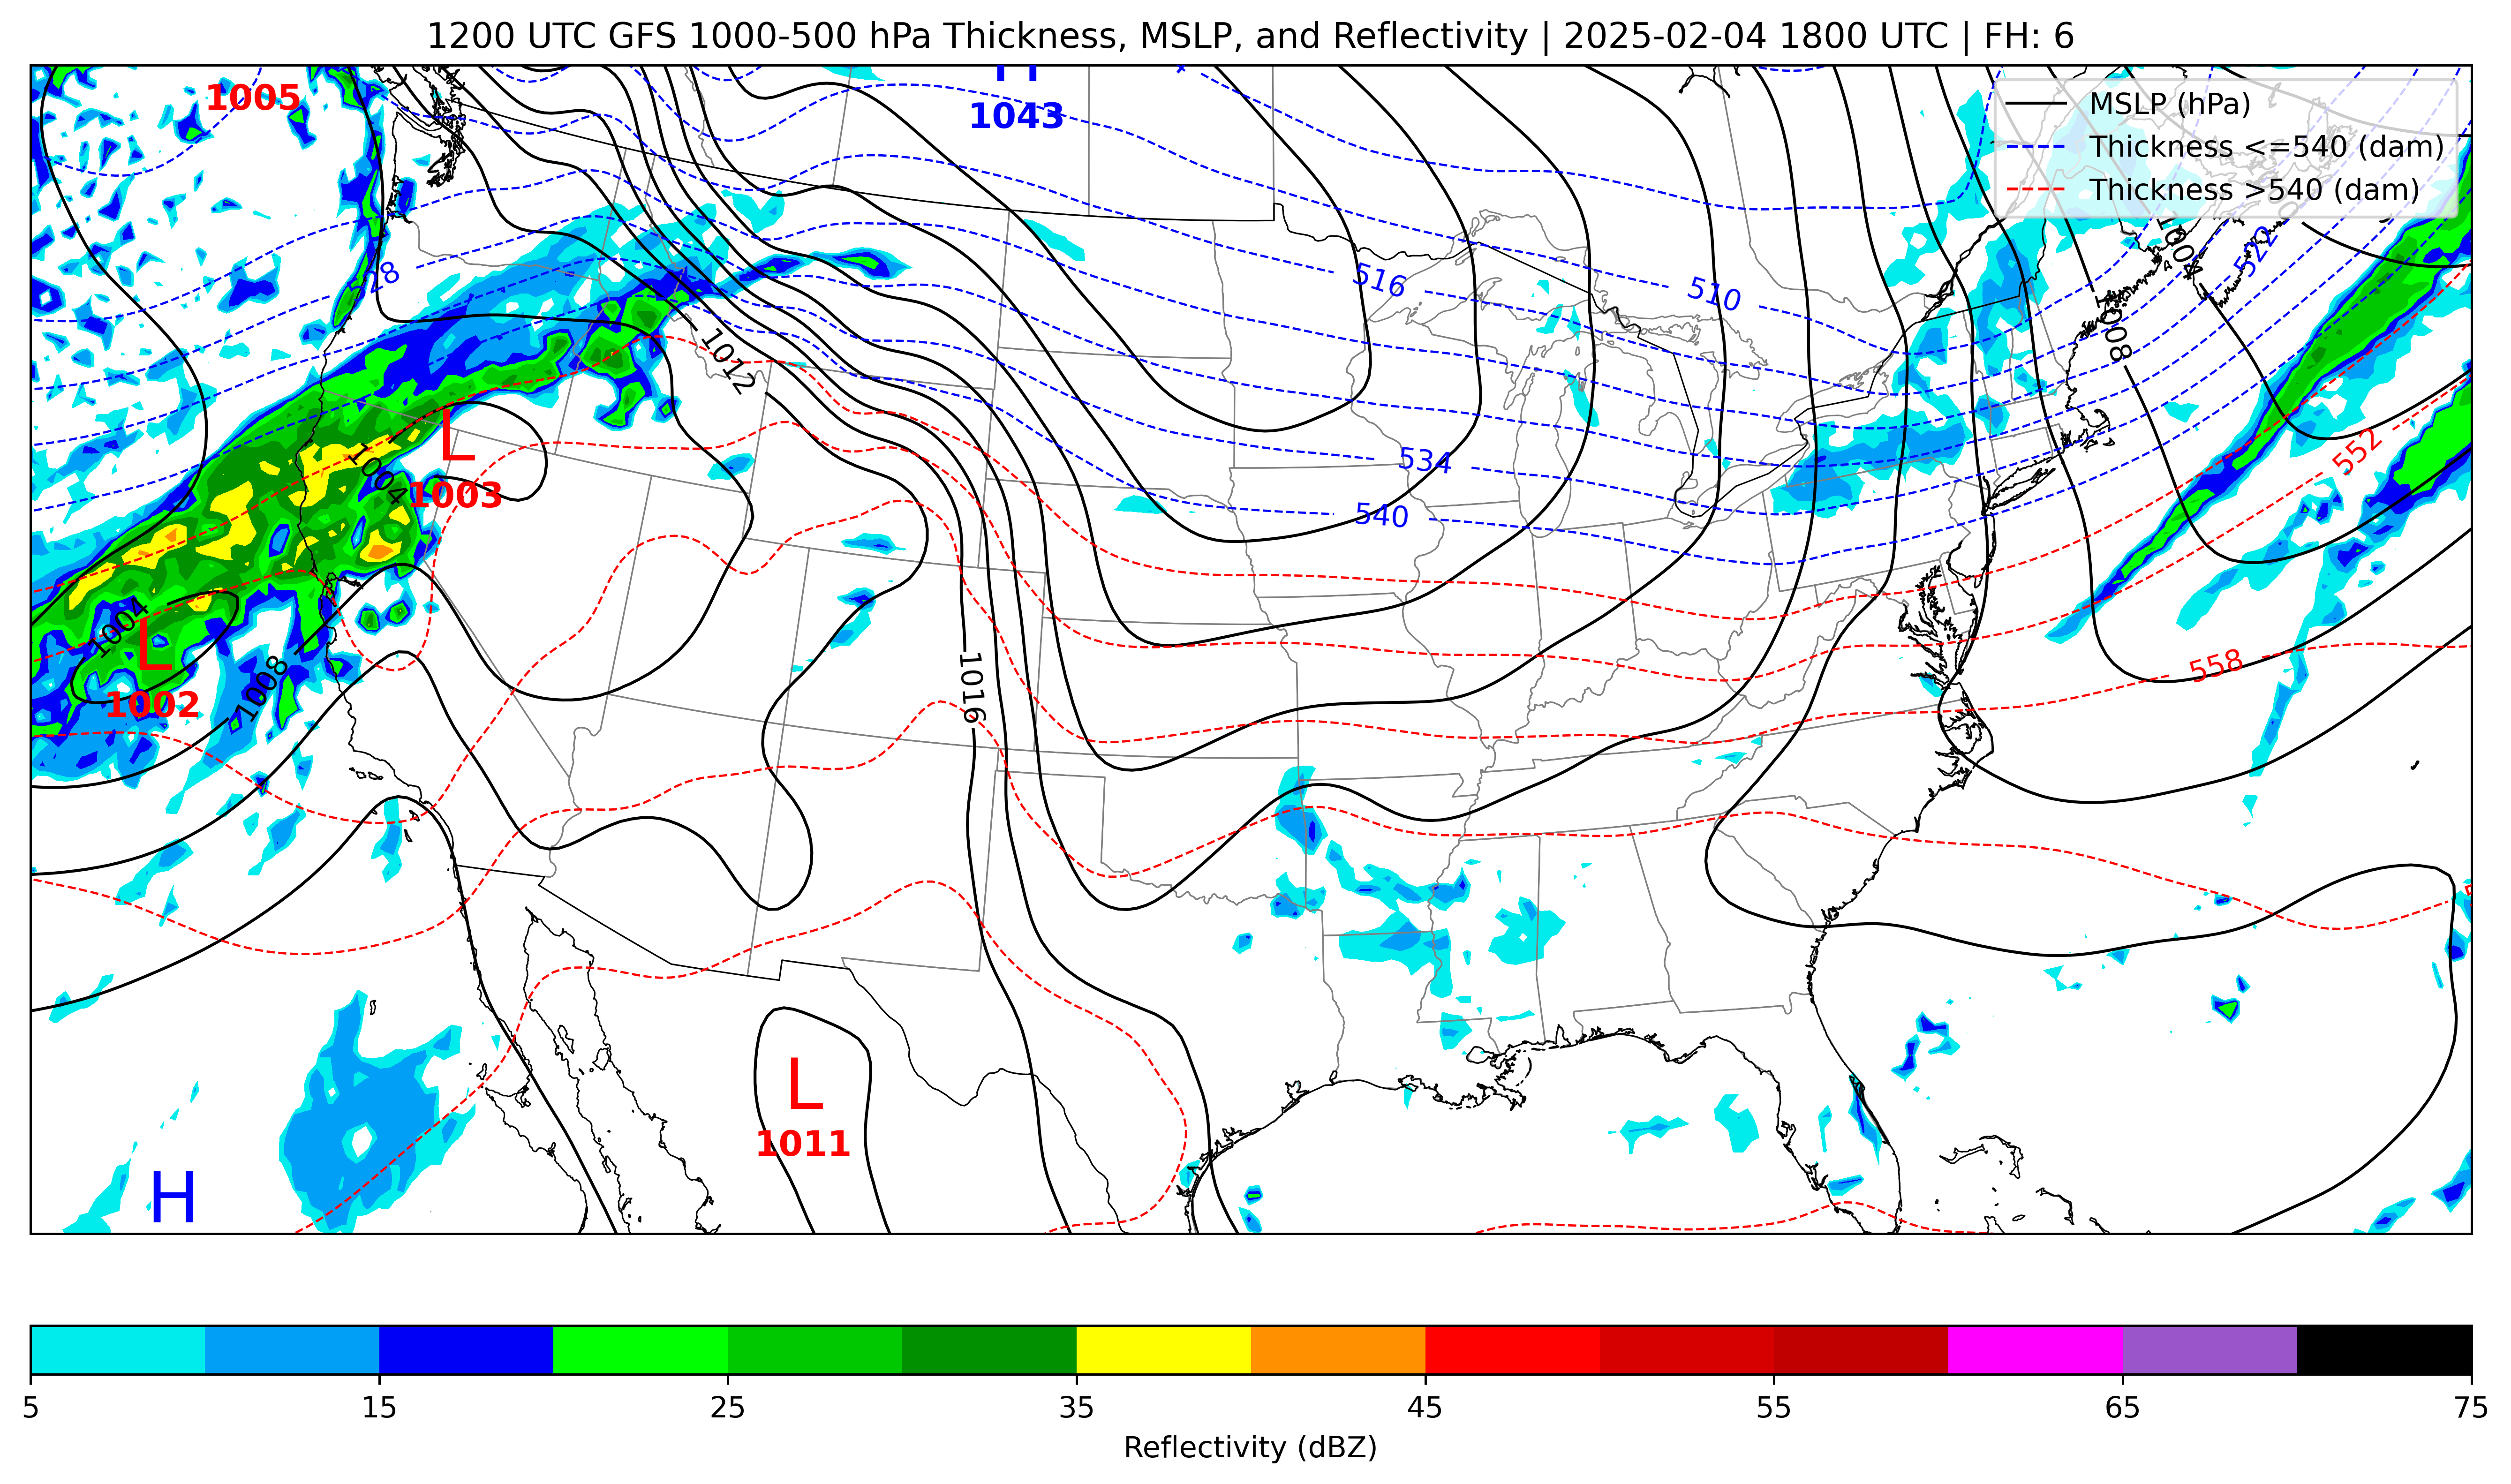 1200 UTC GFS 1000-500 hPa Thickness, MSLP, and Reflectivity | 2025-02-04 1800 UTC | FH: 6
1005
H
1043
MSLP (hPa)
Thickness <=540 (dam)
Thickness >540 (dam)
1004
522
528
516
510
1008
1012
L
1003
1004
534
552
540
1004
L
1002
1008
558
1016
L
1011
H
5 15 25 35 45 55 65 75
Reflectivity (dBZ)